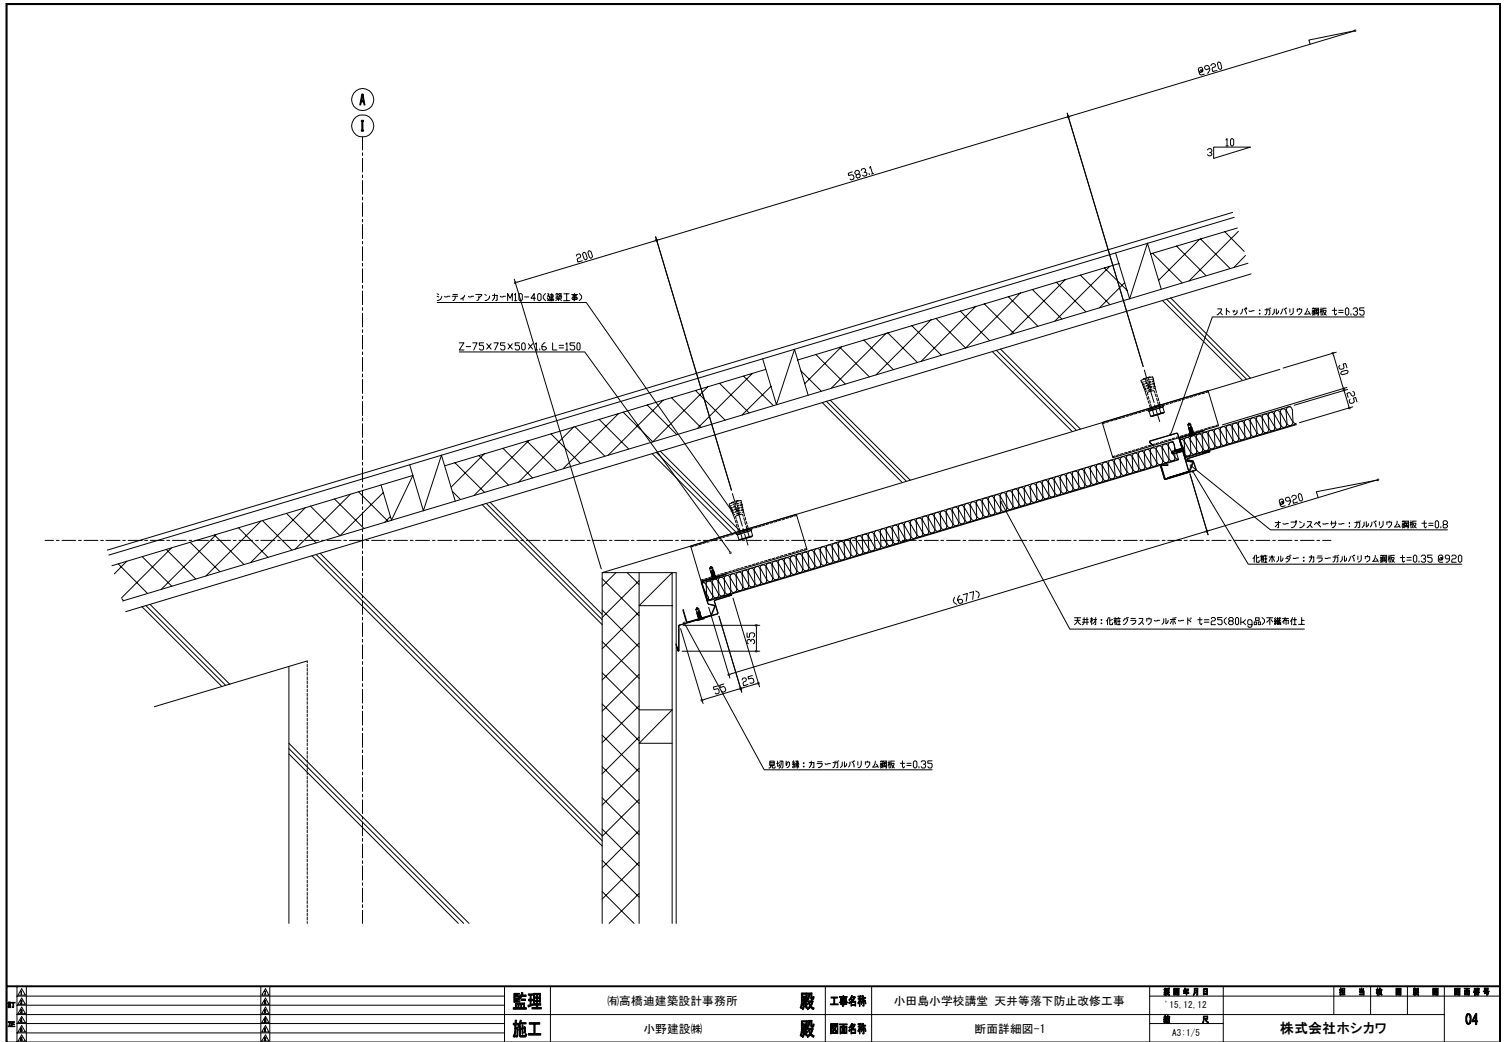 A
I
@920
10
3
583.1
200
シーティーアンカーM10-40(建築工事)
Z-75×75×50×1.6 L=150
ストッパー：ガルバリウム鋼板 t=0.35
50
25
@920
オープンスペーサー：ガルバリウム鋼板 t=0.8
化粧ホルダー：カラーガルバリウム鋼板 t=0.35 @920
(677)
天井材：化粧グラスウールボード t=25(80kg品)不織布仕上
35
55
25
見切り縁：カラーガルバリウム鋼板 t=0.35
監理 ㈲高橋迪建築設計事務所 殿 工事名称 小田島小学校講堂 天井等落下防止改修工事
'15.12.12
施工 小野建設㈱ 殿 図面名称 断面詳細図-1
縮 尺
A3:1/5
株式会社ホシカワ
図面番号
04